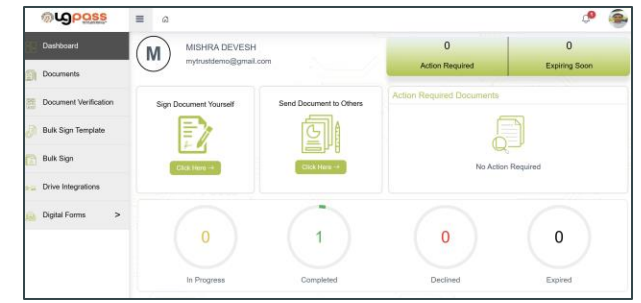 ugpass
MISHRA DEVESH
mytrustdemo@gmail.com
M
0
Action Required
0
Expiring Soon
Dashboard
Documents
Document Verification
Bulk Sign Template
Bulk Sign
Drive Integrations
Digital Forms >
Sign Document Yourself
Click Here →
Send Document to Others
Click Here →
Action Required Documents
No Action Required
0
In Progress
1
Completed
0
Declined
0
Expired